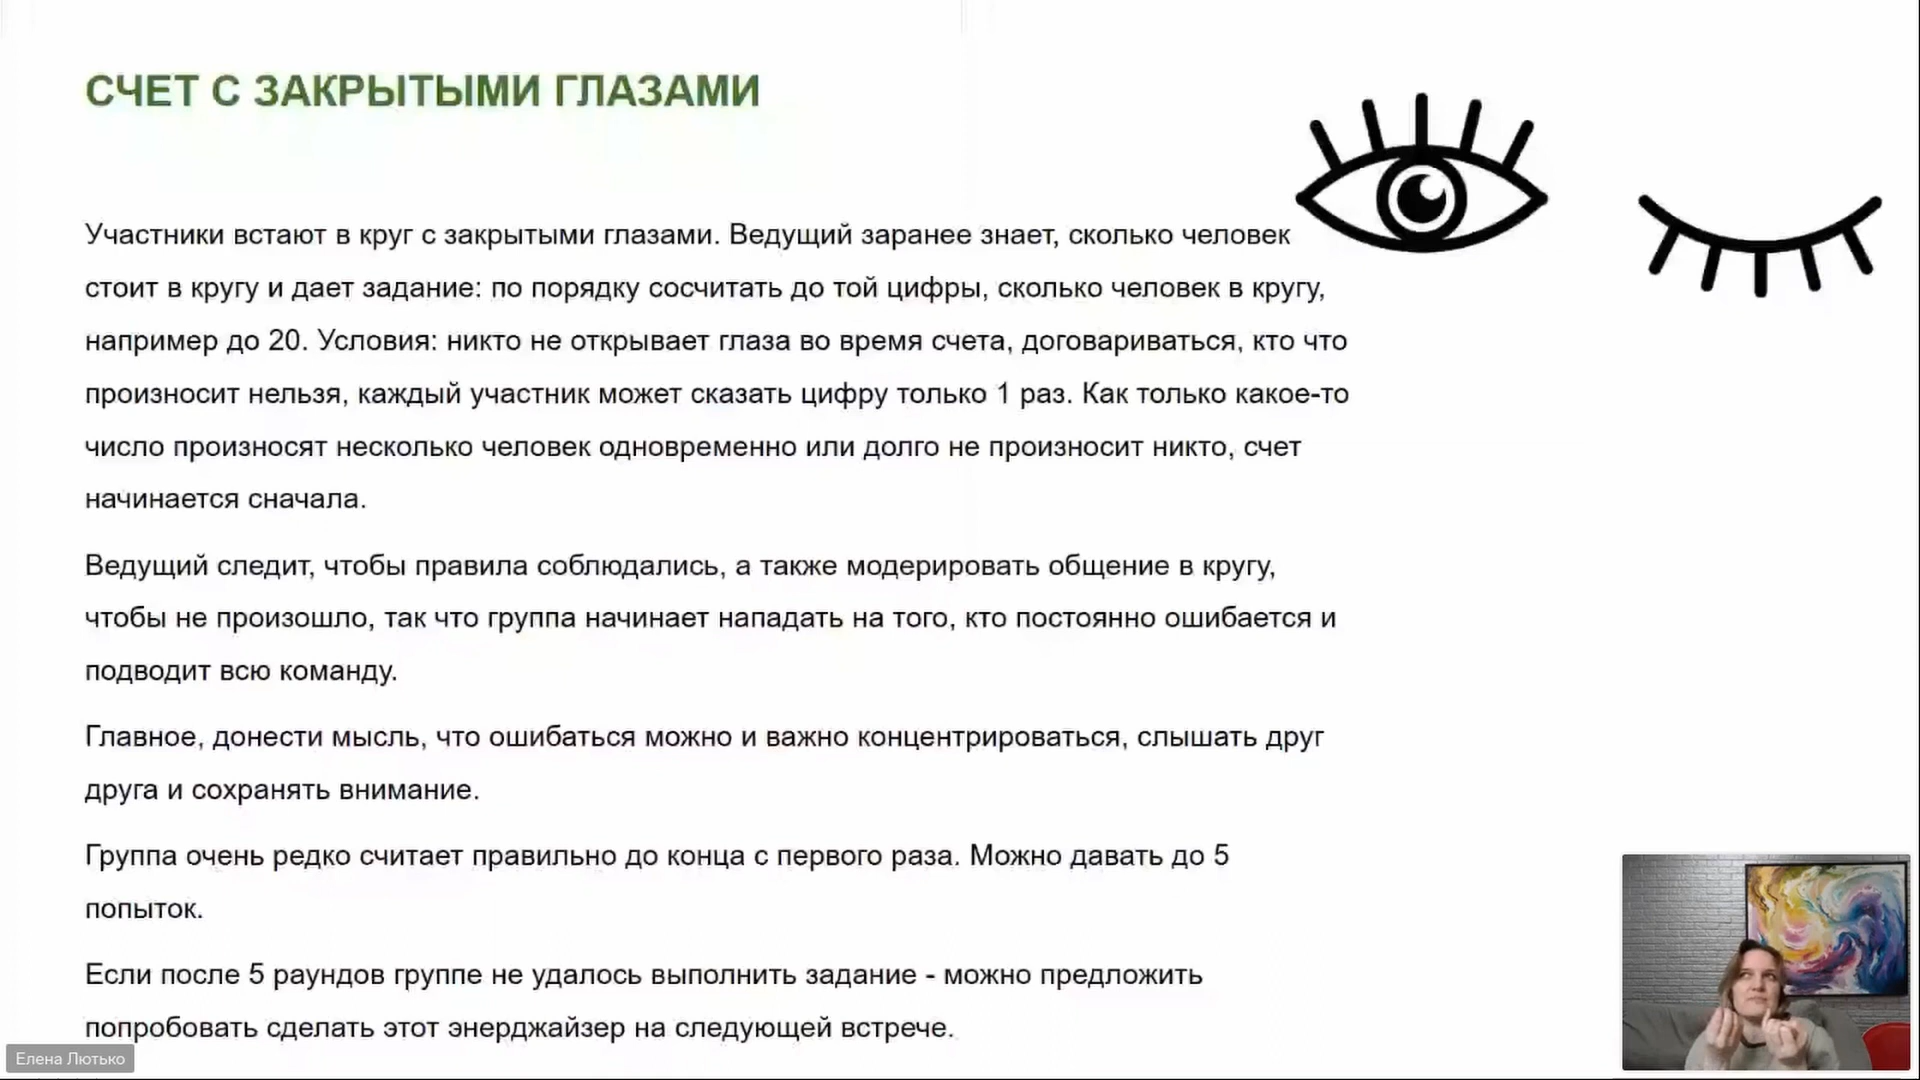 СЧЕТ С ЗАКРЫТЫМИ ГЛАЗАМИ
Участники встают в круг с закрытыми глазами. Ведущий заранее знает, сколько человек
стоит в кругу и дает задание: по порядку сосчитать до той цифры, сколько человек в кругу,
например до 20. Условия: никто не открывает глаза во время счета, договариваться, кто что
произносит нельзя, каждый участник может сказать цифру только 1 раз. Как только какое-то
число произносят несколько человек одновременно или долго не произносит никто, счет
начинается сначала.
Ведущий следит, чтобы правила соблюдались, а также модерировать общение в кругу,
чтобы не произошло, так что группа начинает нападать на того, кто постоянно ошибается и
подводит всю команду.
Главное, донести мысль, что ошибаться можно и важно концентрироваться, слышать друг
друга и сохранять внимание.
Группа очень редко считает правильно до конца с первого раза. Можно давать до 5
попыток.
Если после 5 раундов группе не удалось выполнить задание - можно предложить
попробовать сделать этот энерджайзер на следующей встрече.
Елена Лютько